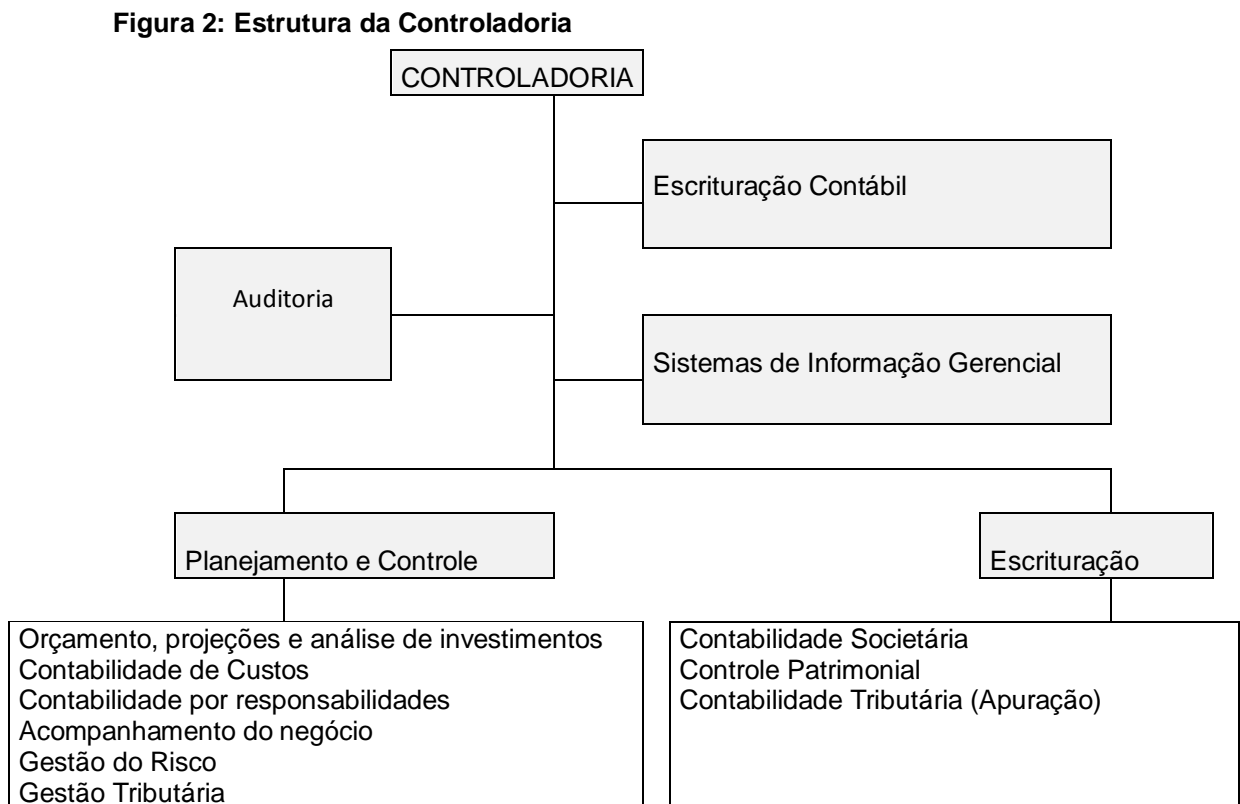 Figura 2: Estrutura da Controladoria
CONTROLADORIA
Escrituração Contábil
Auditoria
Sistemas de Informação Gerencial
Planejamento e Controle
Escrituração
Orçamento, projeções e análise de investimentos
Contabilidade de Custos
Contabilidade por responsabilidades
Acompanhamento do negócio
Gestão do Risco
Gestão Tributária
Contabilidade Societária
Controle Patrimonial
Contabilidade Tributária (Apuração)